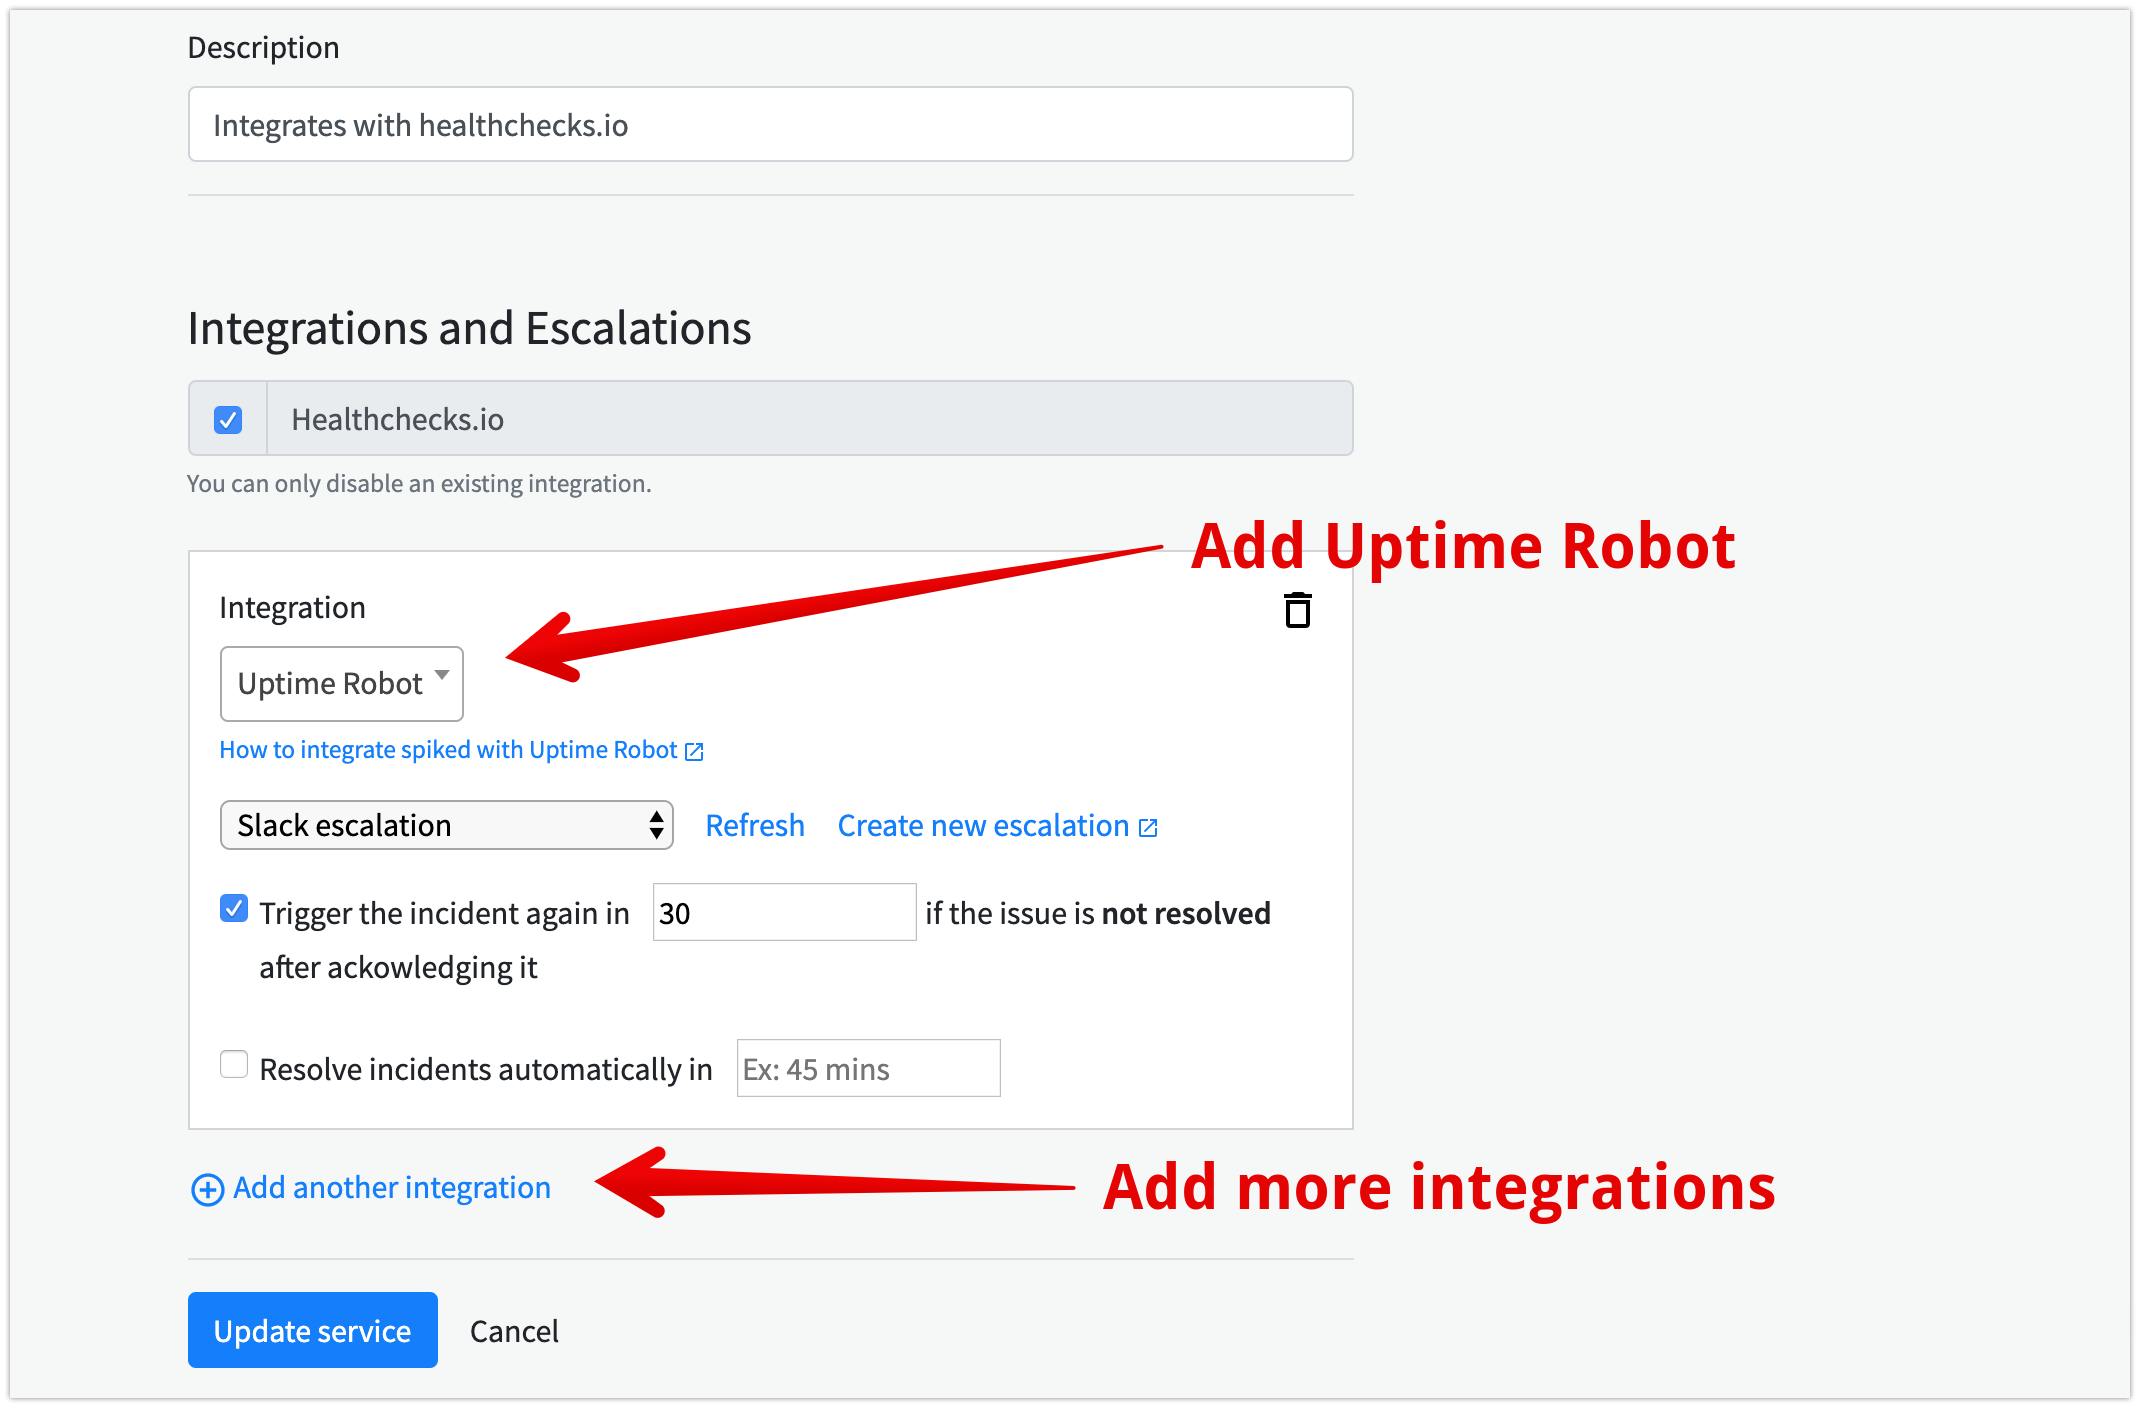 Description
Integrates with healthchecks.io
Integrations and Escalations
Healthchecks.io
You can only disable an existing integration.
Add Uptime Robot
Integration
Uptime Robot
How to integrate spiked with Uptime Robot
Slack escalation Refresh Create new escalation
Trigger the incident again in 30 if the issue is not resolved
after ackowledging it
Resolve incidents automatically in Ex: 45 mins
Add another integration Add more integrations
Update service Cancel